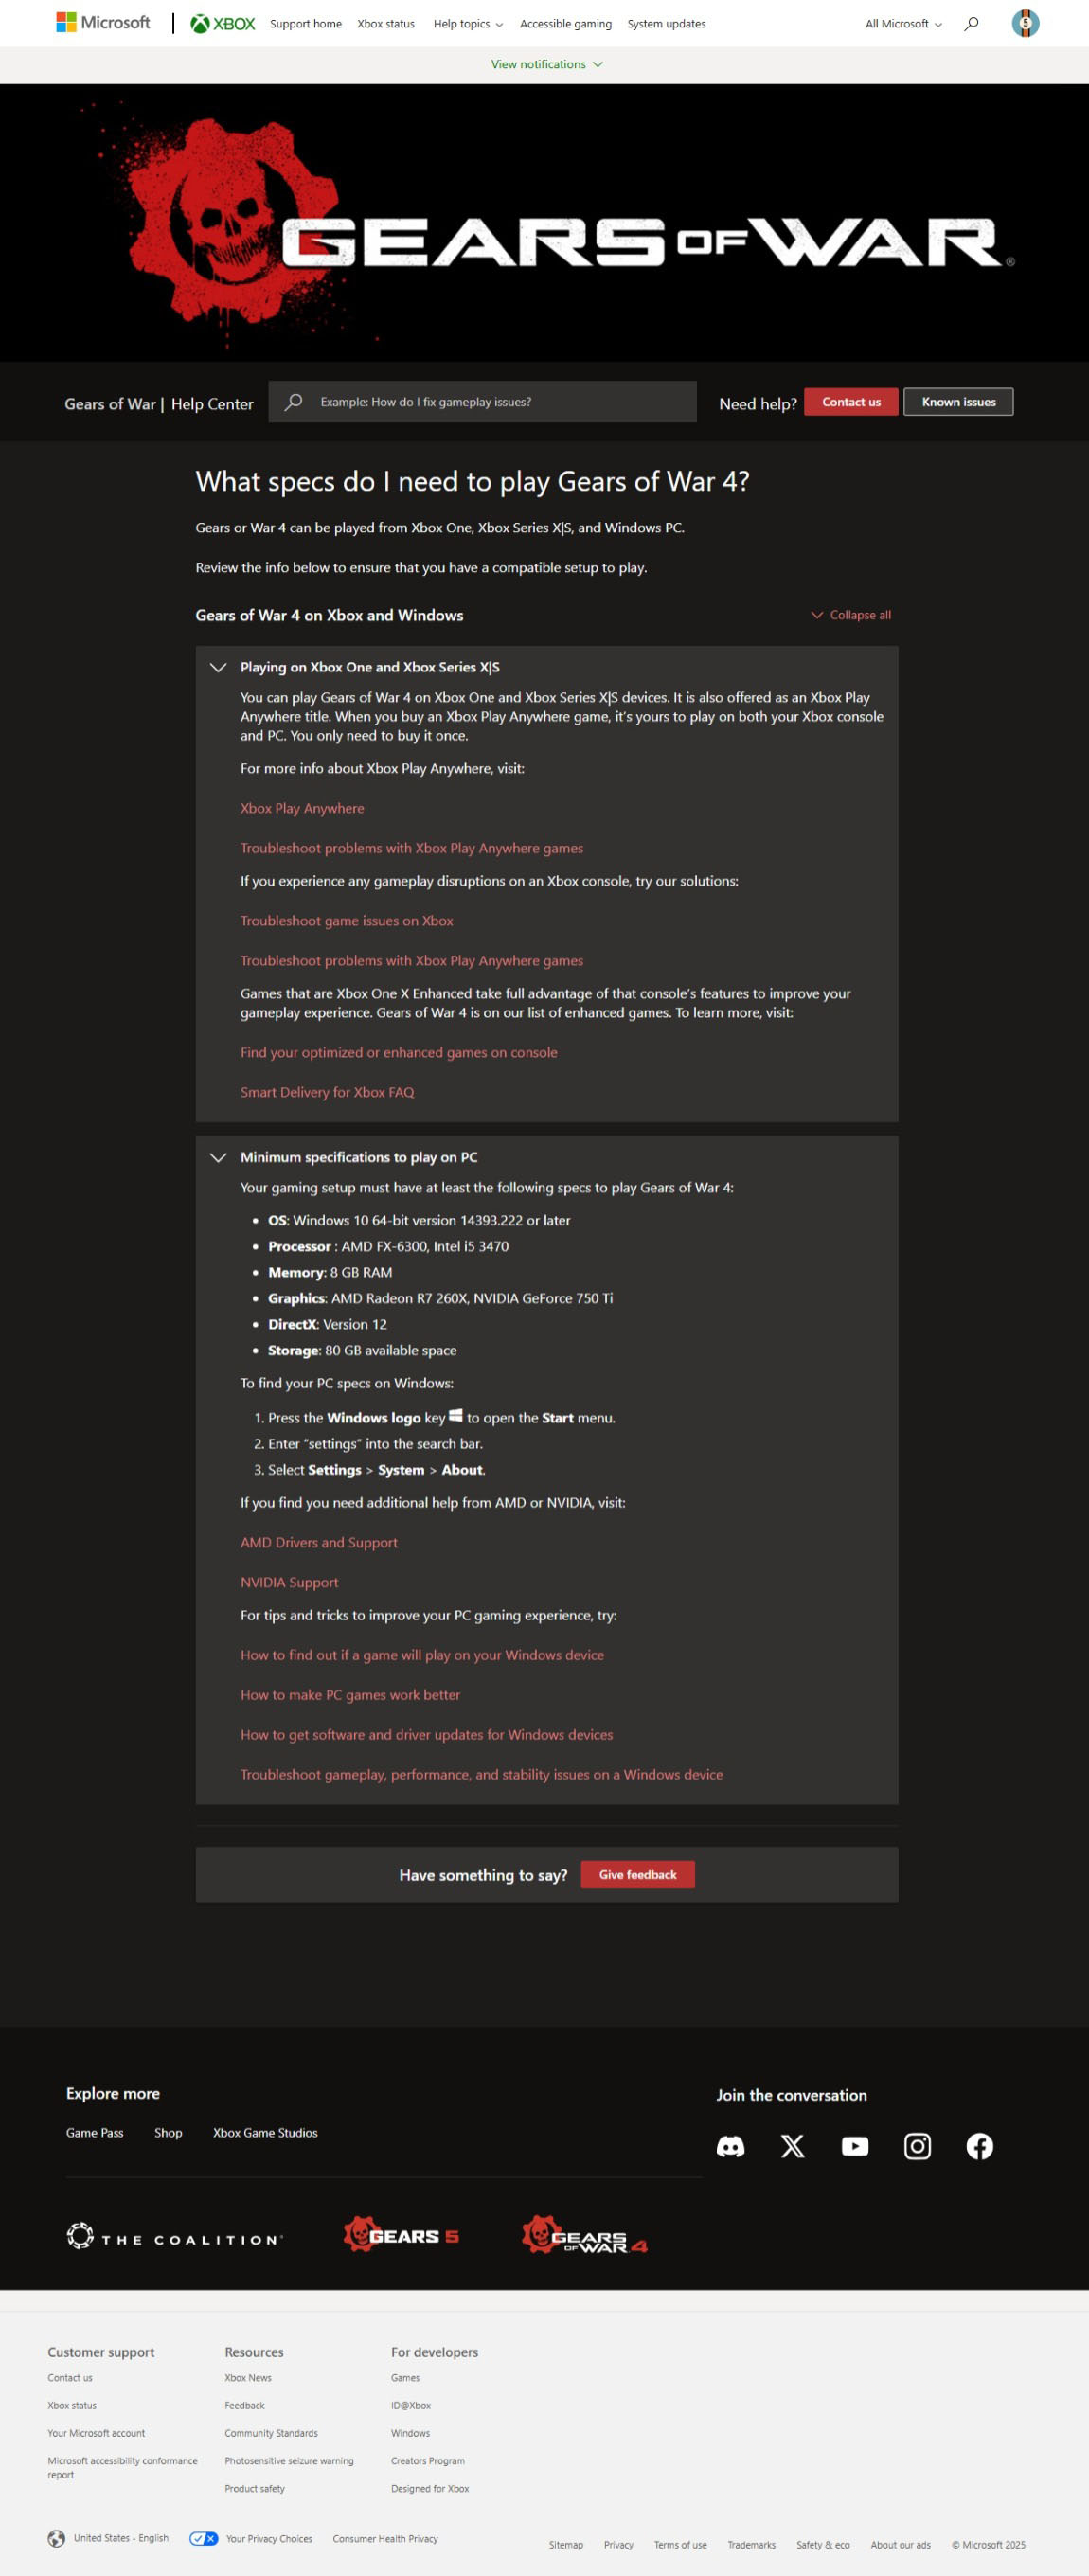 Microsoft
XBOX
Support home
Xbox status
Help topics
Accessible gaming
System updates
All Microsoft
5
View notifications
GEARS OF WAR®
Gears of War | Help Center
Example: How do I fix gameplay issues?
Need help?
Contact us
Known issues
What specs do I need to play Gears of War 4?
Gears or War 4 can be played from Xbox One, Xbox Series X|S, and Windows PC.
Review the info below to ensure that you have a compatible setup to play.
Gears of War 4 on Xbox and Windows
Collapse all
Playing on Xbox One and Xbox Series X|S
You can play Gears of War 4 on Xbox One and Xbox Series X|S devices. It is also offered as an Xbox Play
Anywhere title. When you buy an Xbox Play Anywhere game, it's yours to play on both your Xbox console
and PC. You only need to buy it once.
For more info about Xbox Play Anywhere, visit:
Xbox Play Anywhere
Troubleshoot problems with Xbox Play Anywhere games
If you experience any gameplay disruptions on an Xbox console, try our solutions:
Troubleshoot game issues on Xbox
Troubleshoot problems with Xbox Play Anywhere games
Games that are Xbox One X Enhanced take full advantage of that console's features to improve your
gameplay experience. Gears of War 4 is on our list of enhanced games. To learn more, visit:
Find your optimized or enhanced games on console
Smart Delivery for Xbox FAQ
Minimum specifications to play on PC
Your gaming setup must have at least the following specs to play Gears of War 4:
• OS: Windows 10 64-bit version 14393.222 or later
• Processor : AMD FX-6300, Intel i5 3470
• Memory: 8 GB RAM
• Graphics: AMD Radeon R7 260X, NVIDIA GeForce 750 Ti
• DirectX: Version 12
• Storage: 80 GB available space
To find your PC specs on Windows:
1. Press the Windows logo key to open the Start menu.
2. Enter "settings" into the search bar.
3. Select Settings > System > About.
If you find you need additional help from AMD or NVIDIA, visit:
AMD Drivers and Support
NVIDIA Support
For tips and tricks to improve your PC gaming experience, try:
How to find out if a game will play on your Windows device
How to make PC games work better
How to get software and driver updates for Windows devices
Troubleshoot gameplay, performance, and stability issues on a Windows device
Have something to say?
Give feedback
Explore more
Game Pass
Shop
Xbox Game Studios
Join the conversation
THE COALITION
GEARS 5
GEARS OF WAR 4
Customer support
Contact us
Xbox status
Your Microsoft account
Microsoft accessibility conformance
report
Resources
Xbox News
Feedback
Community Standards
Photosensitive seizure warning
Product safety
For developers
Games
ID@Xbox
Windows
Creators Program
Designed for Xbox
United States - English
Your Privacy Choices
Consumer Health Privacy
Sitemap
Privacy
Terms of use
Trademarks
Safety & eco
About our ads
© Microsoft 2025